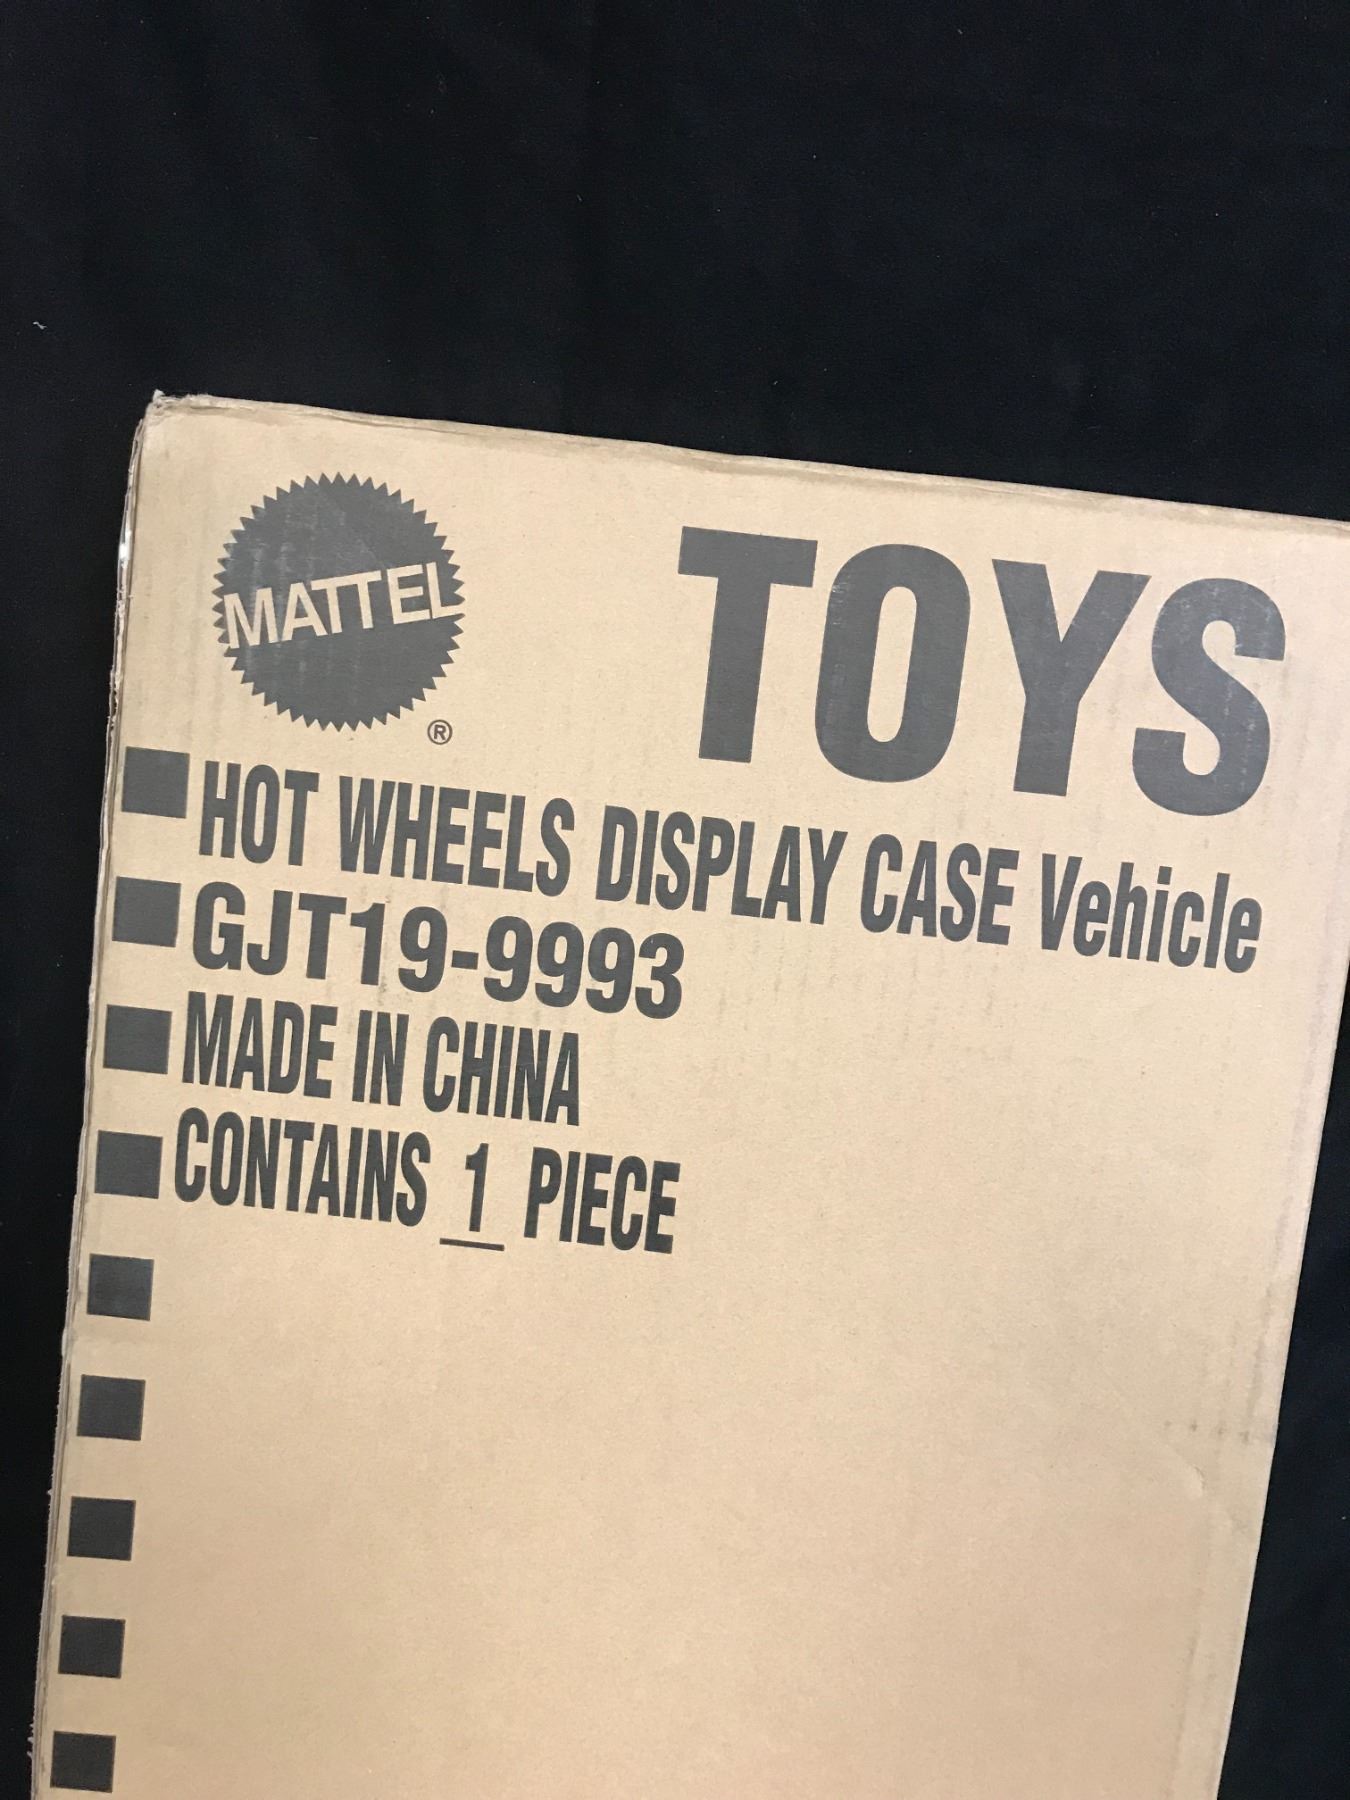 MATTEL
®
TOYS
HOT WHEELS DISPLAY CASE Vehicle
GJT19-9993
MADE IN CHINA
CONTAINS 1 PIECE